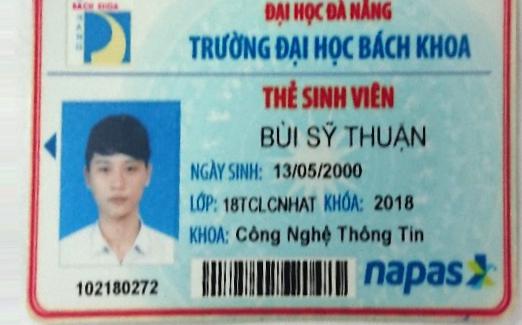 ĐẠI HỌC ĐÀ NẴNG
BÁCH KHOA
TRƯỜNG ĐẠI HỌC BÁCH KHOA
THẺ SINH VIÊN
BÙI SỸ THUẬN
NGÀY SINH: 13/05/2000
LỚP: 18TCLCNHAT KHÓA: 2018
KHOA: Công Nghệ Thông Tin
102180272
napas